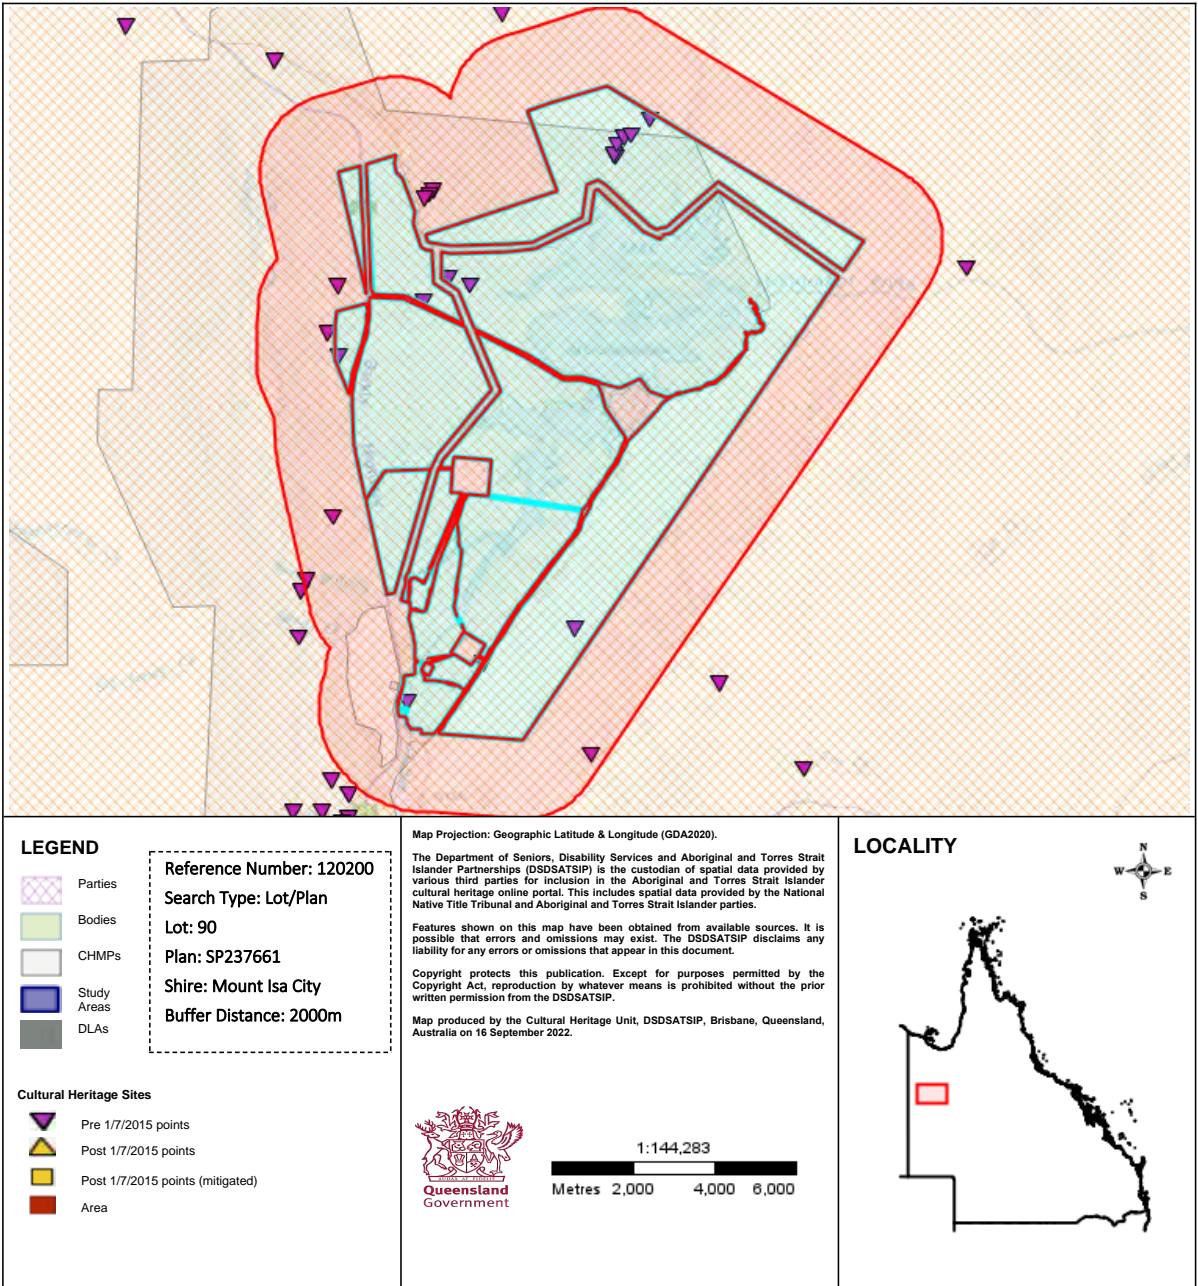 LEGEND
Parties
Bodies
CHMPs
Study
Areas
DLAs
Reference Number: 120200
Search Type: Lot/Plan
Lot: 90
Plan: SP237661
Shire: Mount Isa City
Buffer Distance: 2000m
Cultural Heritage Sites
Pre 1/7/2015 points
Post 1/7/2015 points
Post 1/7/2015 points (mitigated)
Area
Map Projection: Geographic Latitude & Longitude (GDA2020).
The Department of Seniors, Disability Services and Aboriginal and Torres Strait
Islander Partnerships (DSDSATSIP) is the custodian of spatial data provided by
various third parties for inclusion in the Aboriginal and Torres Strait Islander
cultural heritage online portal. This includes spatial data provided by the National
Native Title Tribunal and Aboriginal and Torres Strait Islander parties.
Features shown on this map have been obtained from available sources. It is
possible that errors and omissions may exist. The DSDSATSIP disclaims any
liability for any errors or omissions that appear in this document.
Copyright protects this publication. Except for purposes permitted by the
Copyright Act, reproduction by whatever means is prohibited without the prior
written permission from the DSDSATSIP.
Map produced by the Cultural Heritage Unit, DSDSATSIP, Brisbane, Queensland,
Australia on 16 September 2022.
AUDAX AT FIDELIS
Queensland
Government
1:144,283
Metres 2,000 4,000 6,000
LOCALITY
N
W E
S